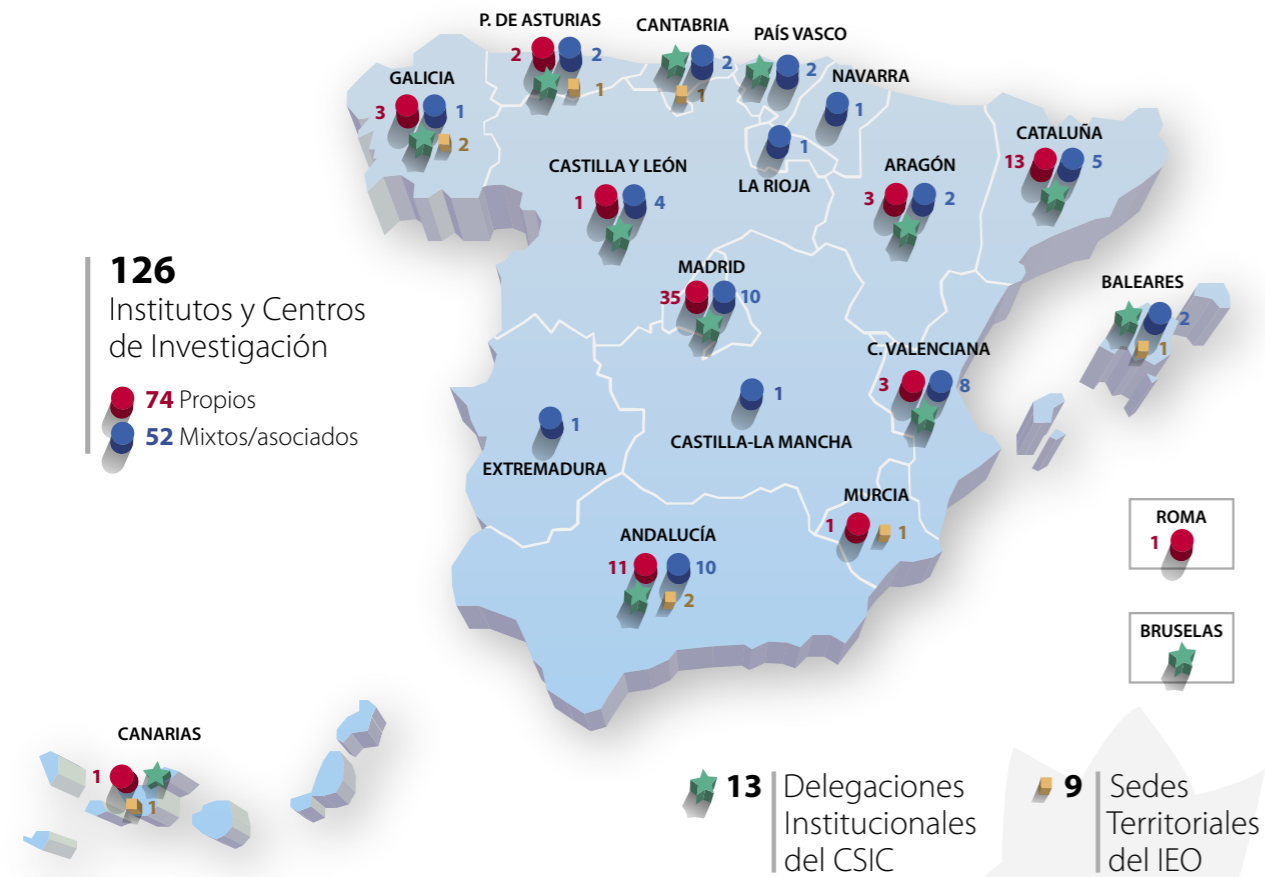 P. DE ASTURIAS
2 2
1
CANTABRIA
2
1
PAÍS VASCO
2
NAVARRA
1
GALICIA
3 1
2
LA RIOJA
1
CASTILLA Y LEÓN
1 4
ARAGÓN
3 2
CATALUÑA
13 5
126
Institutos y Centros
de Investigación
74 Propios
52 Mixtos/asociados
MADRID
35 10
BALEARES
2
1
C. VALENCIANA
3 8
1
CASTILLA-LA MANCHA
1
EXTREMADURA
MURCIA
1 1
ANDALUCÍA
11 10
2
ROMA
1
BRUSELAS
CANARIAS
1
1
13 Delegaciones
Institucionales
del CSIC
9 Sedes
Territoriales
del IEO